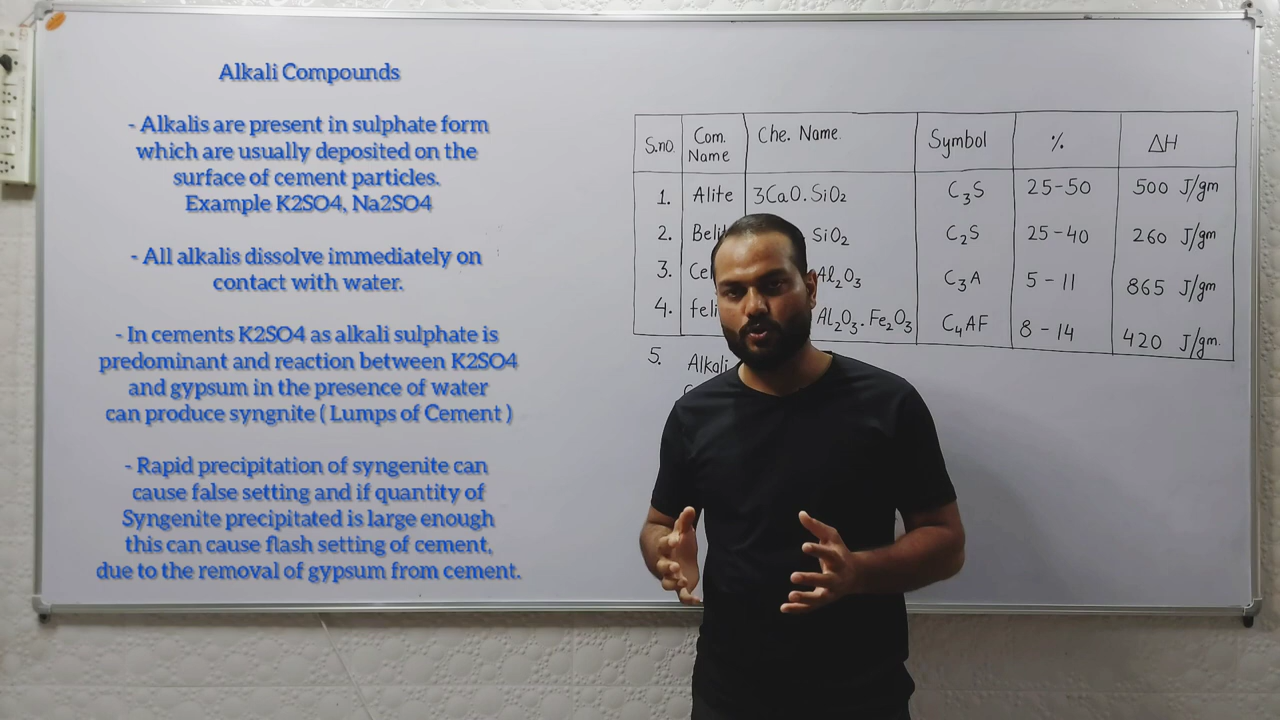 Alkali Compounds
- Alkalis are present in sulphate form
which are usually deposited on the
surface of cement particles.
Example K2SO4, Na2SO4
- All alkalis dissolve immediately on
contact with water.
- In cements K2SO4 as alkali sulphate is
predominant and reaction between K2SO4
and gypsum in the presence of water
can produce syngnite ( Lumps of Cement )
- Rapid precipitation of syngenite can
cause false setting and if quantity of
Syngenite precipitated is large enough
this can cause flash setting of cement,
due to the removal of gypsum from cement.
S.no. Com. Name Che. Name. Symbol % ΔH
1. Alite 3CaO.SiO₂ C₃S 25-50 500 J/gm
2. SiO₂ C₂S 25-40 260 J/gm
3. Al₂O₃ C₃A 5-11 865 J/gm
4. Al₂O₃.Fe₂O₃ C₄AF 8-14 420 J/gm.
5. Alkali